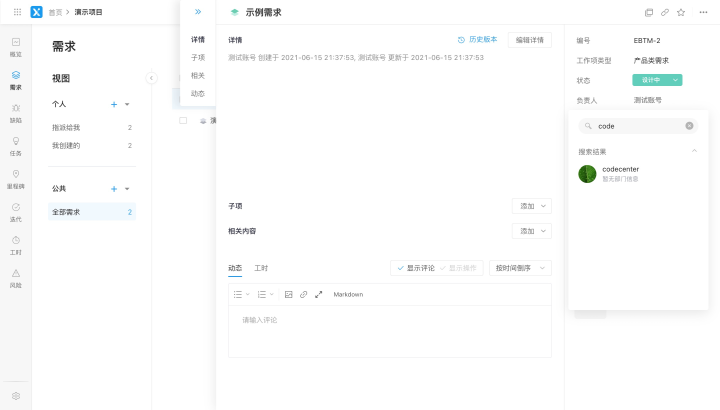 首页 > 演示项目
示例需求
概览
需求
缺陷
任务
里程碑
迭代
工时
风险
需求
视图
个人
指派给我 2
我创建的 2
公共
全部需求 2
详情
子项
相关
动态
演
详情
历史版本
编辑详情
测试账号 创建于 2021-06-15 21:37:53, 测试账号 更新于 2021-06-15 21:37:53
子项
添加
相关内容
添加
动态
工时
显示评论
显示操作
按时间倒序
Markdown
请输入评论
编号 EBTM-2
工作项类型 产品类需求
状态 设计中
负责人 测试账号
code
搜索结果
codecenter
暂无部门信息